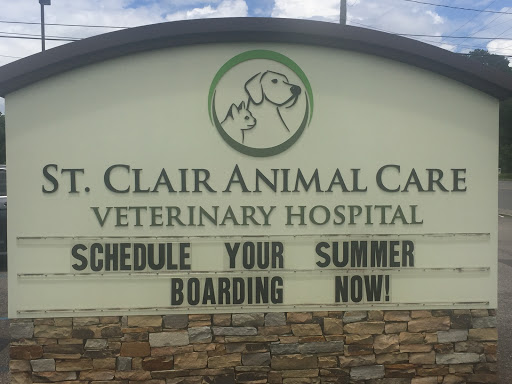 ST. CLAIR ANIMAL CARE
VETERINARY HOSPITAL
SCHEDULE YOUR SUMMER
BOARDING NOW!